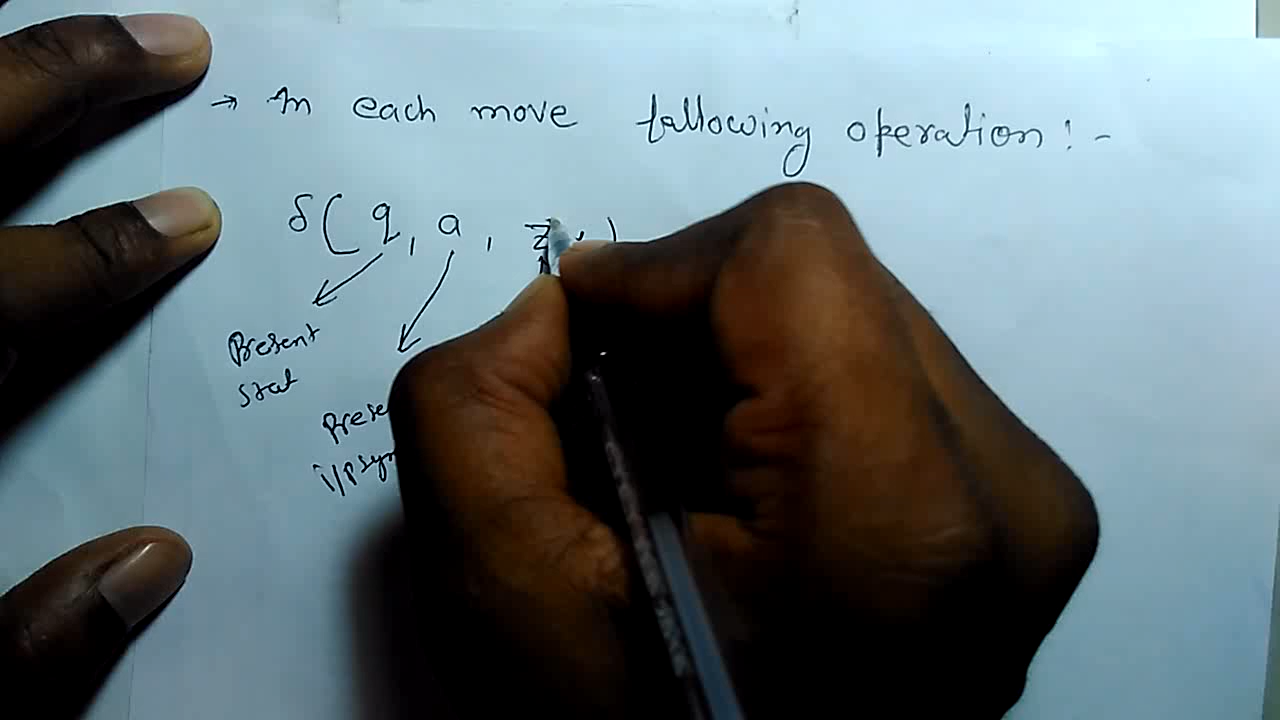 → In each move following operation! -
δ( q, a, z )
Present
stat
Prese
i/p sym